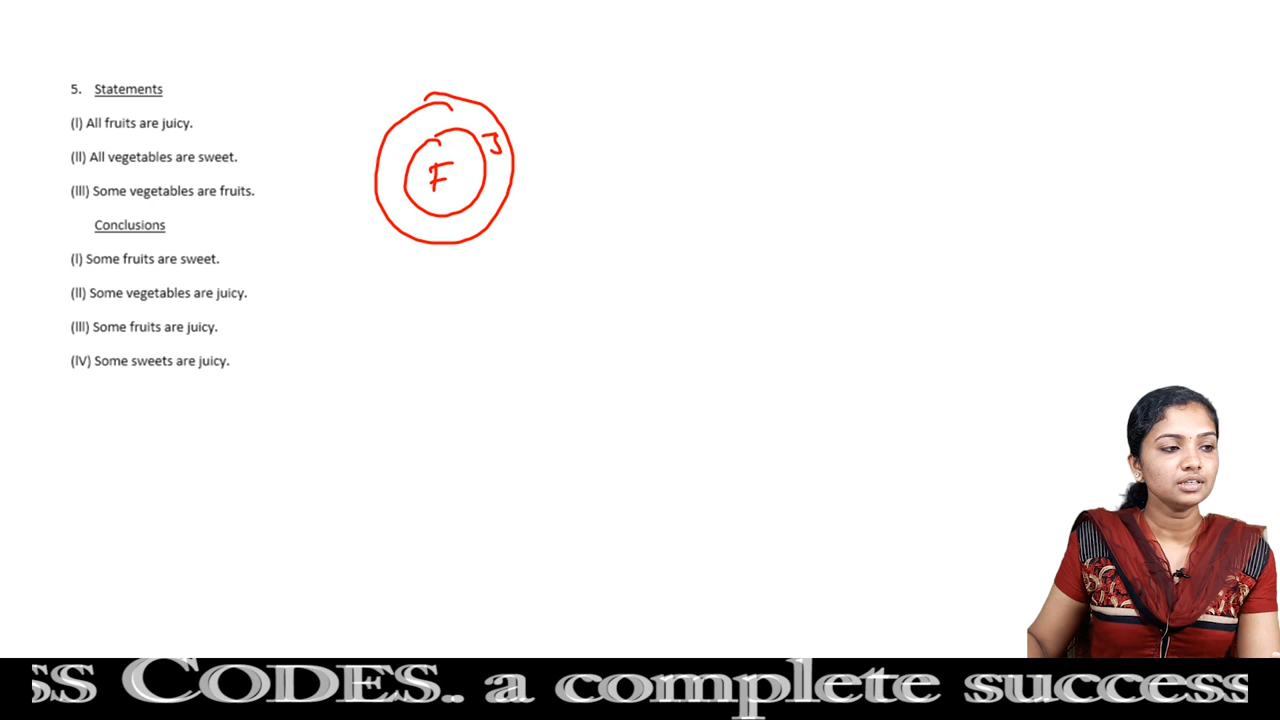 5. Statements
(I) All fruits are juicy.
(II) All vegetables are sweet.
(III) Some vegetables are fruits.
Conclusions
(I) Some fruits are sweet.
(II) Some vegetables are juicy.
(III) Some fruits are juicy.
(IV) Some sweets are juicy.
J
F
ss Codes.. a complete success